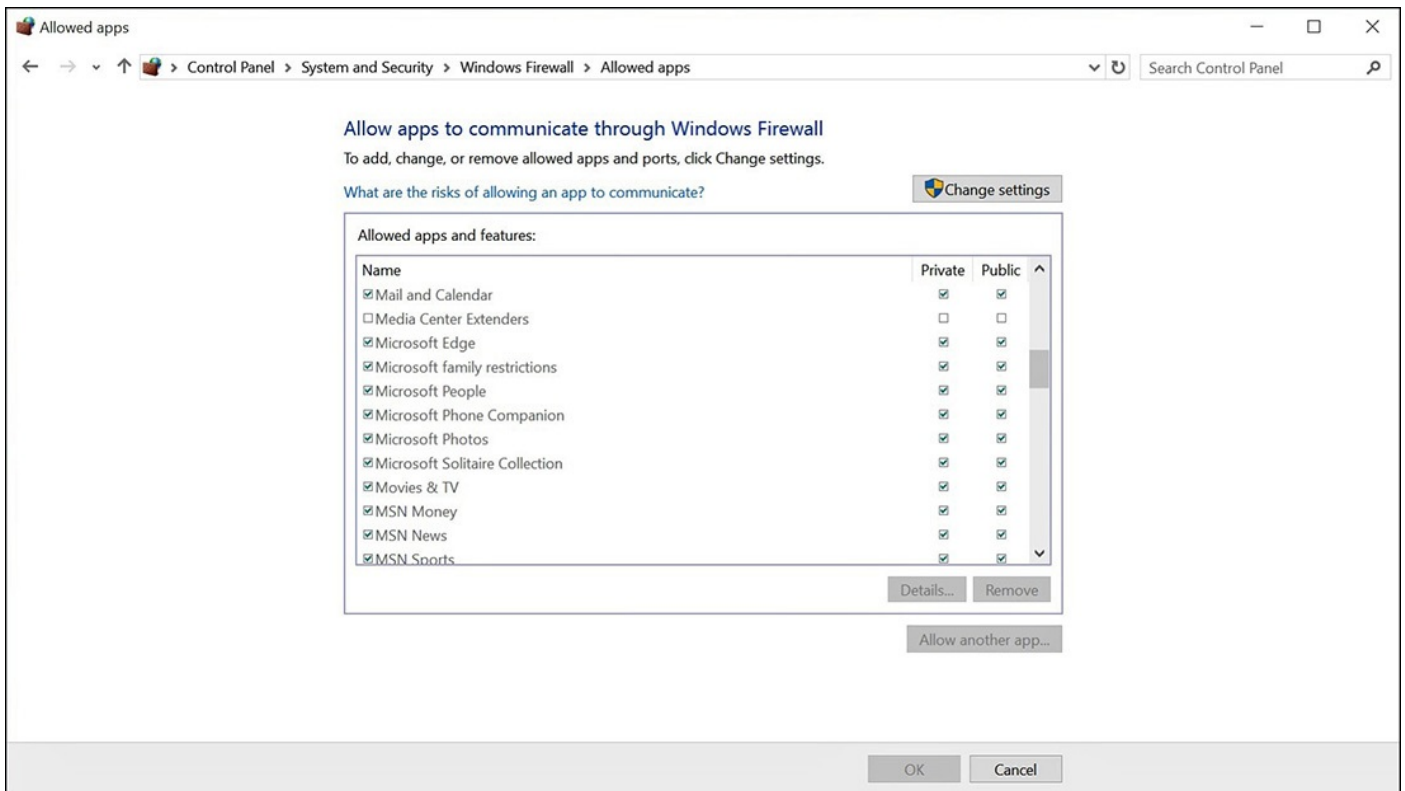 Allowed apps
Control Panel > System and Security > Windows Firewall > Allowed apps
Search Control Panel
Allow apps to communicate through Windows Firewall
To add, change, or remove allowed apps and ports, click Change settings.
What are the risks of allowing an app to communicate?
Change settings
Allowed apps and features:
Name Private Public
Mail and Calendar
Media Center Extenders
Microsoft Edge
Microsoft family restrictions
Microsoft People
Microsoft Phone Companion
Microsoft Photos
Microsoft Solitaire Collection
Movies & TV
MSN Money
MSN News
MSN Sports
Details... Remove
Allow another app...
OK Cancel